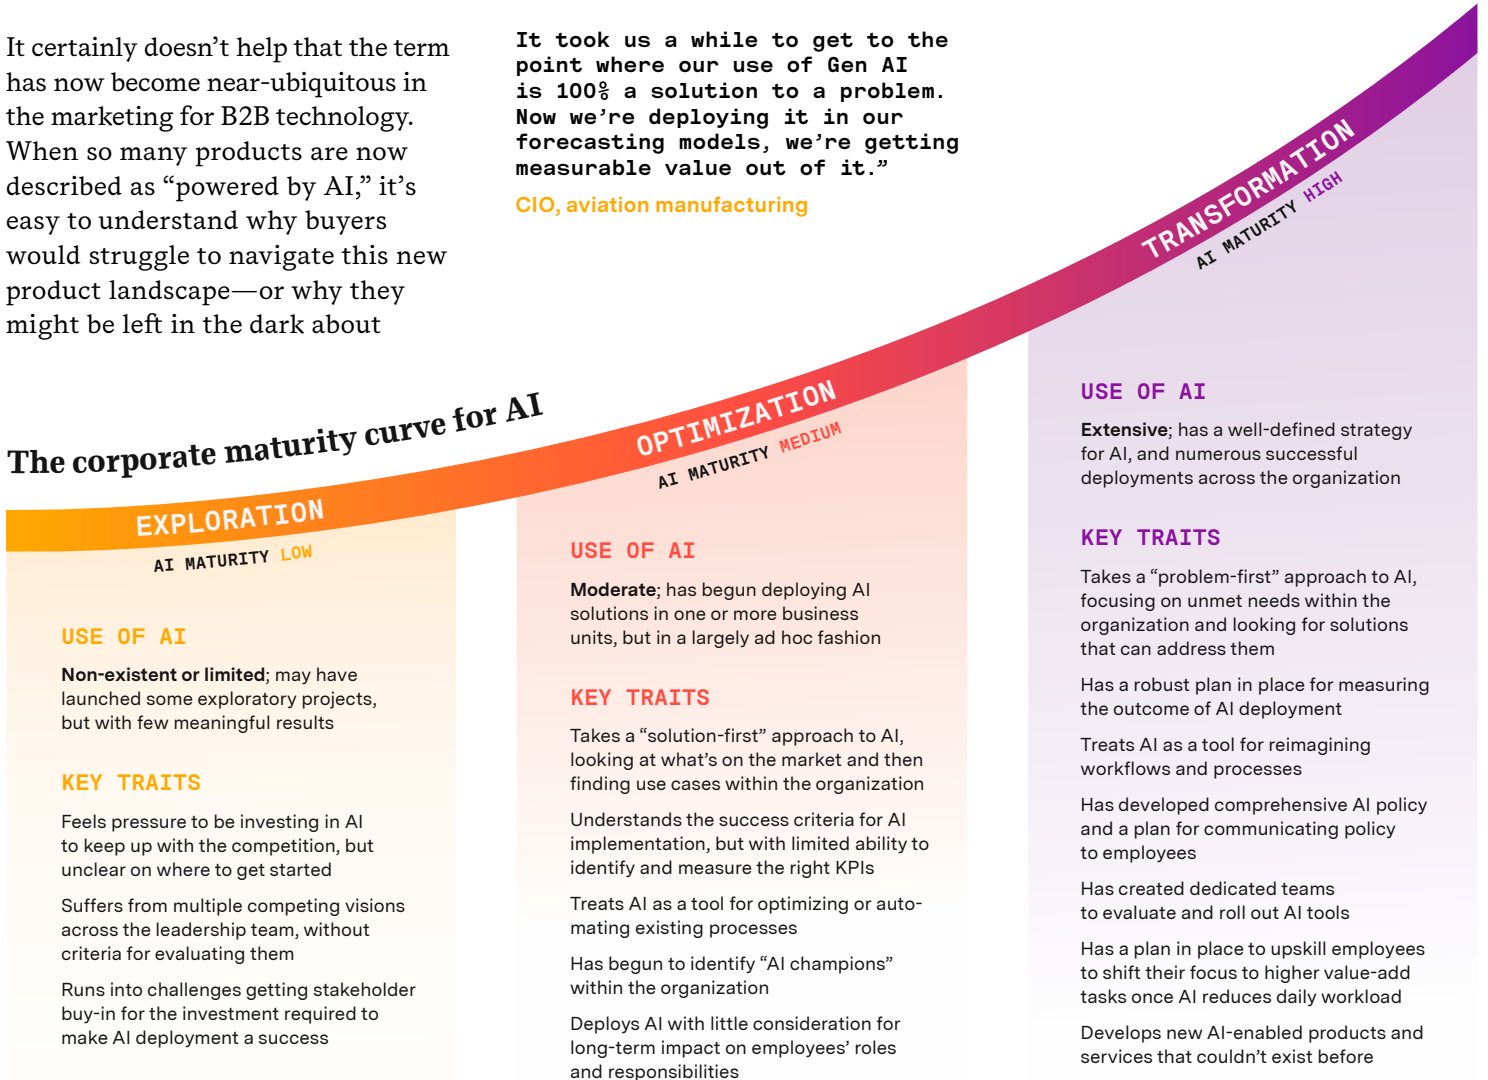 It certainly doesn’t help that the term
has now become near-ubiquitous in
the marketing for B2B technology.
When so many products are now
described as “powered by AI,” it’s
easy to understand why buyers
would struggle to navigate this new
product landscape—or why they
might be left in the dark about
It took us a while to get to the
point where our use of Gen AI
is 100% a solution to a problem.
Now we’re deploying it in our
forecasting models, we’re getting
measurable value out of it.”
CIO, aviation manufacturing
The corporate maturity curve for AI
EXPLORATION
AI MATURITY LOW
USE OF AI
Non-existent or limited; may have
launched some exploratory projects,
but with few meaningful results
KEY TRAITS
Feels pressure to be investing in AI
to keep up with the competition, but
unclear on where to get started
Suffers from multiple competing visions
across the leadership team, without
criteria for evaluating them
Runs into challenges getting stakeholder
buy-in for the investment required to
make AI deployment a success
OPTIMIZATION
AI MATURITY MEDIUM
USE OF AI
Moderate; has begun deploying AI
solutions in one or more business
units, but in a largely ad hoc fashion
KEY TRAITS
Takes a “solution-first” approach to AI,
looking at what’s on the market and then
finding use cases within the organization
Understands the success criteria for AI
implementation, but with limited ability to
identify and measure the right KPIs
Treats AI as a tool for optimizing or auto-
mating existing processes
Has begun to identify “AI champions”
within the organization
Deploys AI with little consideration for
long-term impact on employees’ roles
and responsibilities
TRANSFORMATION
AI MATURITY HIGH
USE OF AI
Extensive; has a well-defined strategy
for AI, and numerous successful
deployments across the organization
KEY TRAITS
Takes a “problem-first” approach to AI,
focusing on unmet needs within the
organization and looking for solutions
that can address them
Has a robust plan in place for measuring
the outcome of AI deployment
Treats AI as a tool for reimagining
workflows and processes
Has developed comprehensive AI policy
and a plan for communicating policy
to employees
Has created dedicated teams
to evaluate and roll out AI tools
Has a plan in place to upskill employees
to shift their focus to higher value-add
tasks once AI reduces daily workload
Develops new AI-enabled products and
services that couldn’t exist before